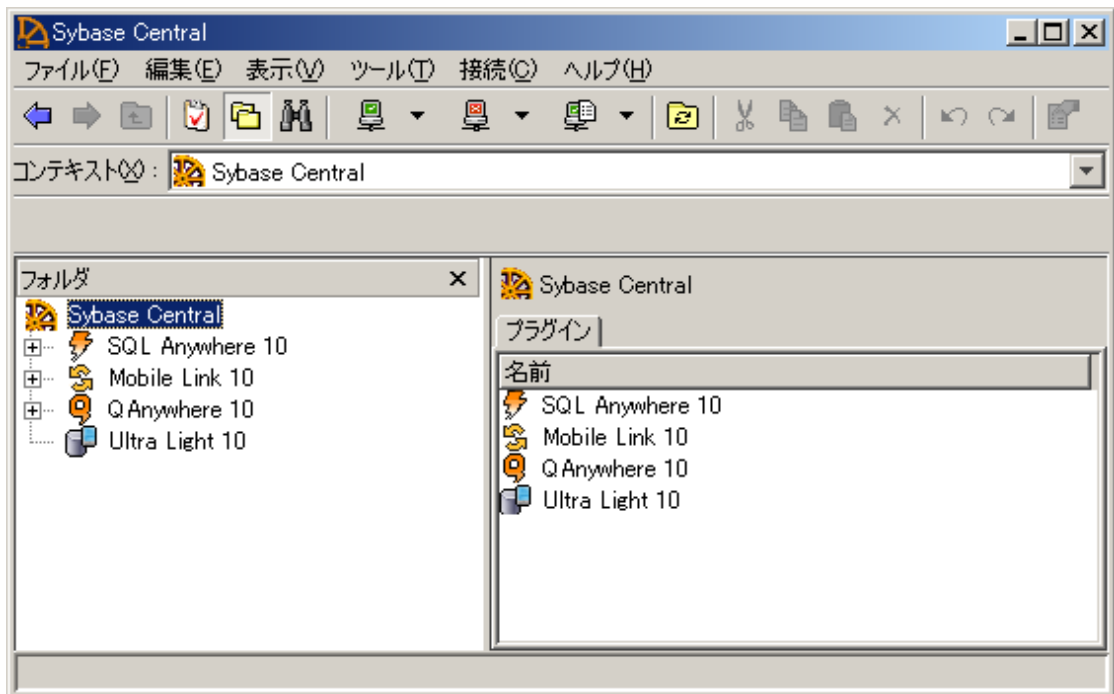 Sybase Central
ファイル(F) 編集(E) 表示(V) ツール(T) 接続(C) ヘルプ(H)
コンテキスト(X) : Sybase Central
フォルダ
Sybase Central
SQL Anywhere 10
Mobile Link 10
QAnywhere 10
Ultra Light 10
Sybase Central
プラグイン
名前
SQL Anywhere 10
Mobile Link 10
QAnywhere 10
Ultra Light 10